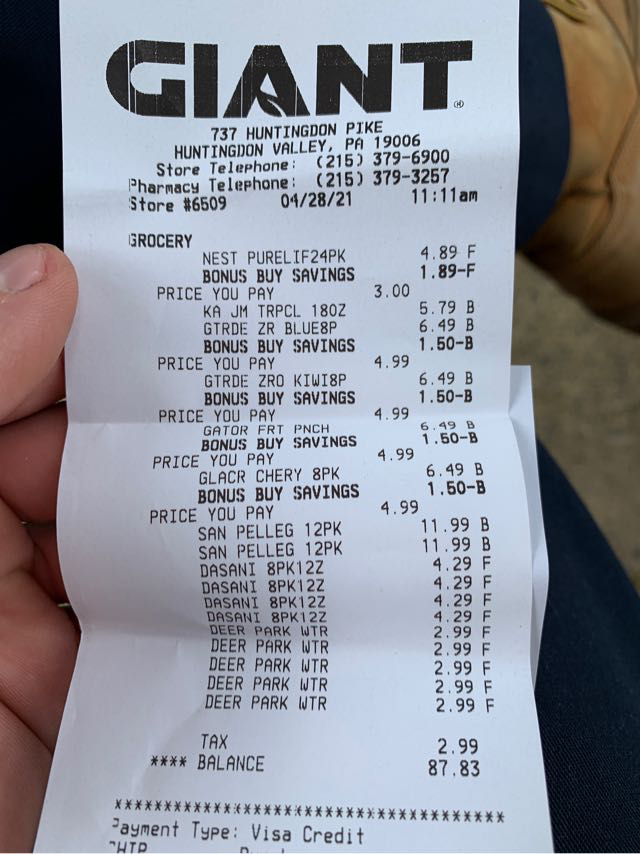 GIANT®
737 HUNTINGDON PIKE
HUNTINGDON VALLEY, PA 19006
Store Telephone: (215) 379-6900
Pharmacy Telephone: (215) 379-3257
Store #6509 04/28/21 11:11am
GROCERY
NEST PURELIF24PK 4.89 F
BONUS BUY SAVINGS 1.89-F
PRICE YOU PAY 3.00
KA JM TRPCL 18OZ 5.79 B
GTRDE ZR BLUE8P 6.49 B
BONUS BUY SAVINGS 1.50-B
PRICE YOU PAY 4.99
GTRDE ZRO KIWI8P 6.49 B
BONUS BUY SAVINGS 1.50-B
PRICE YOU PAY 4.99
GATOR FRT PNCH 6.49 B
BONUS BUY SAVINGS 1.50-B
PRICE YOU PAY 4.99
GLACR CHERY 8PK 6.49 B
BONUS BUY SAVINGS 1.50-B
PRICE YOU PAY 4.99
SAN PELLEG 12PK 11.99 B
SAN PELLEG 12PK 11.99 B
DASANI 8PK12Z 4.29 F
DASANI 8PK12Z 4.29 F
DASANI 8PK12Z 4.29 F
DASANI 8PK12Z 4.29 F
DEER PARK WTR 2.99 F
DEER PARK WTR 2.99 F
DEER PARK WTR 2.99 F
DEER PARK WTR 2.99 F
DEER PARK WTR 2.99 F
TAX 2.99
**** BALANCE 87.83
******************************************
Payment Type: Visa Credit
CHIP